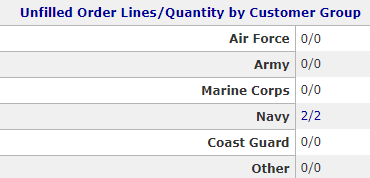 Unfilled Order Lines/Quantity by Customer Group
Air Force 0/0
Army 0/0
Marine Corps 0/0
Navy 2/2
Coast Guard 0/0
Other 0/0